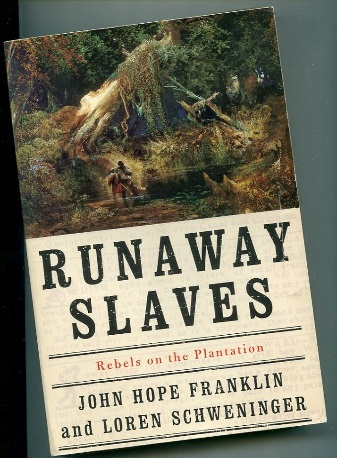 RUNAWAY
SLAVES
Rebels on the Plantation
JOHN HOPE FRANKLIN
and LOREN SCHWENINGER